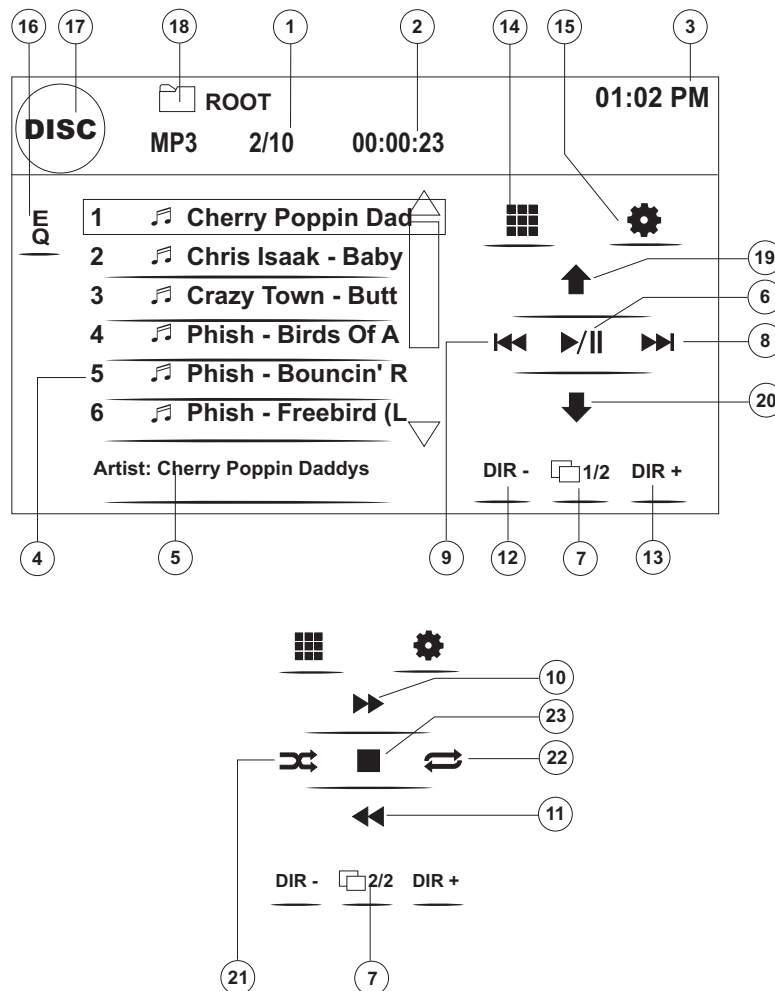 16 17 18 1 2 14 15 3
ROOT
01:02 PM
DISC
MP3 2/10 00:00:23
EQ
1 Cherry Poppin Dad
2 Chris Isaak - Baby
3 Crazy Town - Butt
4 Phish - Birds Of A
5 Phish - Bouncin' R
6 Phish - Freebird (L
Artist: Cherry Poppin Daddys
19
6
8
20
DIR - 1/2 DIR +
4 5 9 12 7 13
10
23
22
11
DIR - 2/2 DIR +
21 7